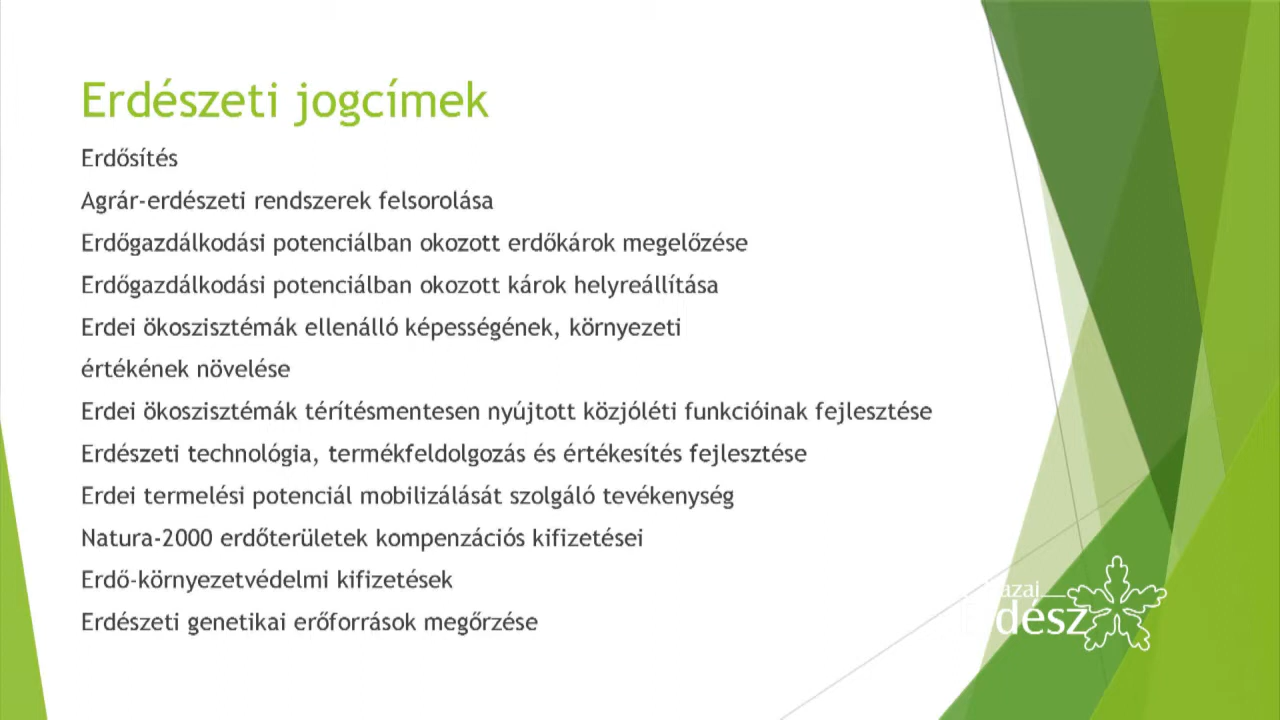 Erdészeti jogcímek
Erdősítés
Agrár-erdészeti rendszerek felsorolása
Erdőgazdálkodási potenciálban okozott erdőkárok megelőzése
Erdőgazdálkodási potenciálban okozott károk helyreállítása
Erdei ökoszisztémák ellenálló képességének, környezeti
értékének növelése
Erdei ökoszisztémák térítésmentesen nyújtott közjóléti funkcióinak fejlesztése
Erdészeti technológia, termékfeldolgozás és értékesítés fejlesztése
Erdei termelési potenciál mobilizálását szolgáló tevékenység
Natura-2000 erdőterületek kompenzációs kifizetései
Erdő-környezetvédelmi kifizetések
Erdészeti genetikai erőforrások megőrzése
Erdész